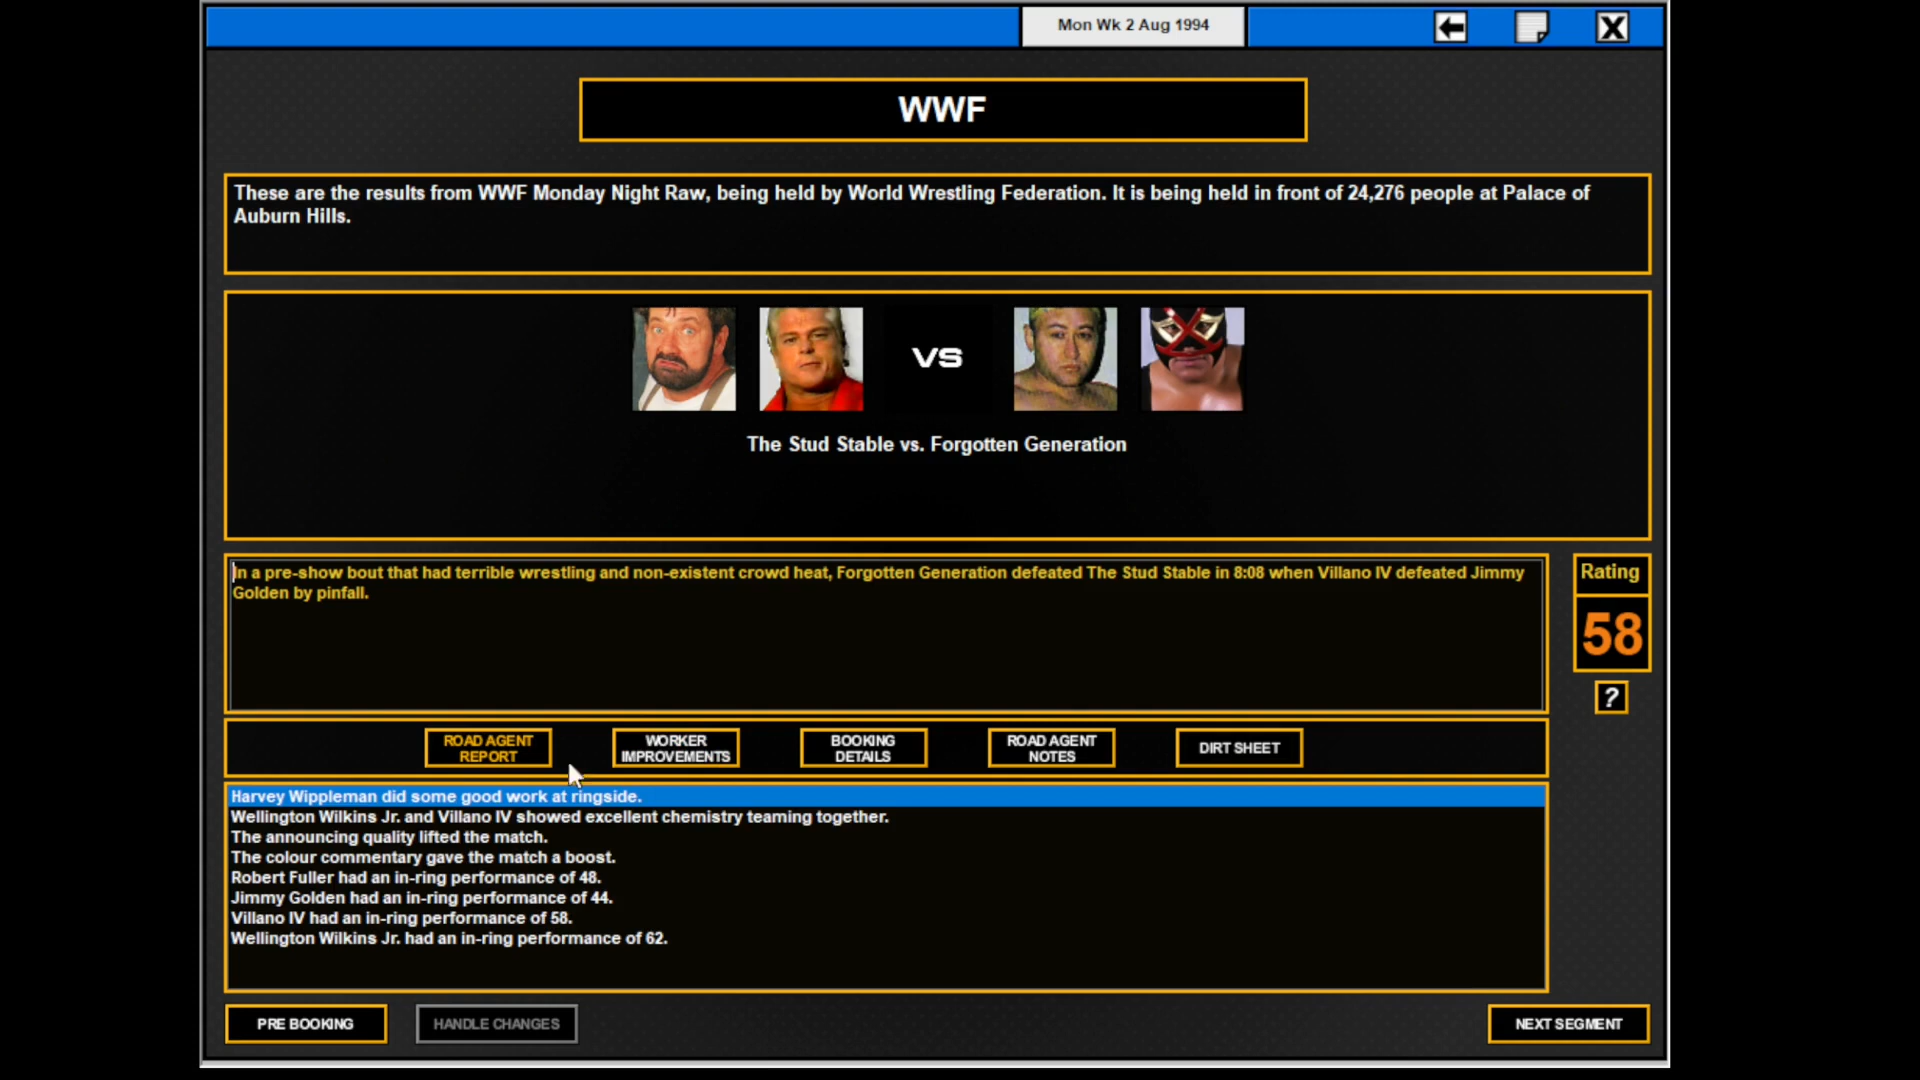 Mon Wk 2 Aug 1994
WWF
These are the results from WWF Monday Night Raw, being held by World Wrestling Federation. It is being held in front of 24,276 people at Palace of
Auburn Hills.
VS
The Stud Stable vs. Forgotten Generation
In a pre-show bout that had terrible wrestling and non-existent crowd heat, Forgotten Generation defeated The Stud Stable in 8:08 when Villano IV defeated Jimmy
Golden by pinfall.
Rating
58
?
ROAD AGENT
REPORT
WORKER
IMPROVEMENTS
BOOKING
DETAILS
ROAD AGENT
NOTES
DIRT SHEET
Harvey Wippleman did some good work at ringside.
Wellington Wilkins Jr. and Villano IV showed excellent chemistry teaming together.
The announcing quality lifted the match.
The colour commentary gave the match a boost.
Robert Fuller had an in-ring performance of 48.
Jimmy Golden had an in-ring performance of 44.
Villano IV had an in-ring performance of 58.
Wellington Wilkins Jr. had an in-ring performance of 62.
PRE BOOKING
HANDLE CHANGES
NEXT SEGMENT